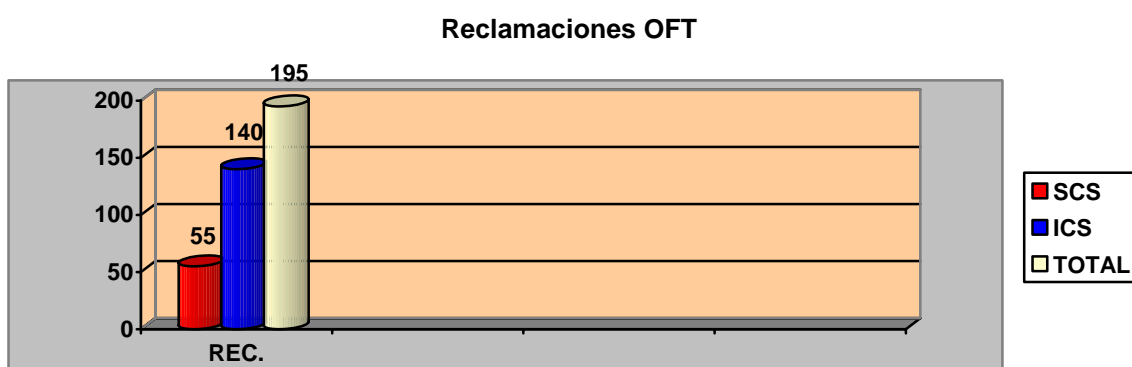 Reclamaciones OFT
195
200
140
150
100
55
50
0
REC.
SCS
ICS
TOTAL